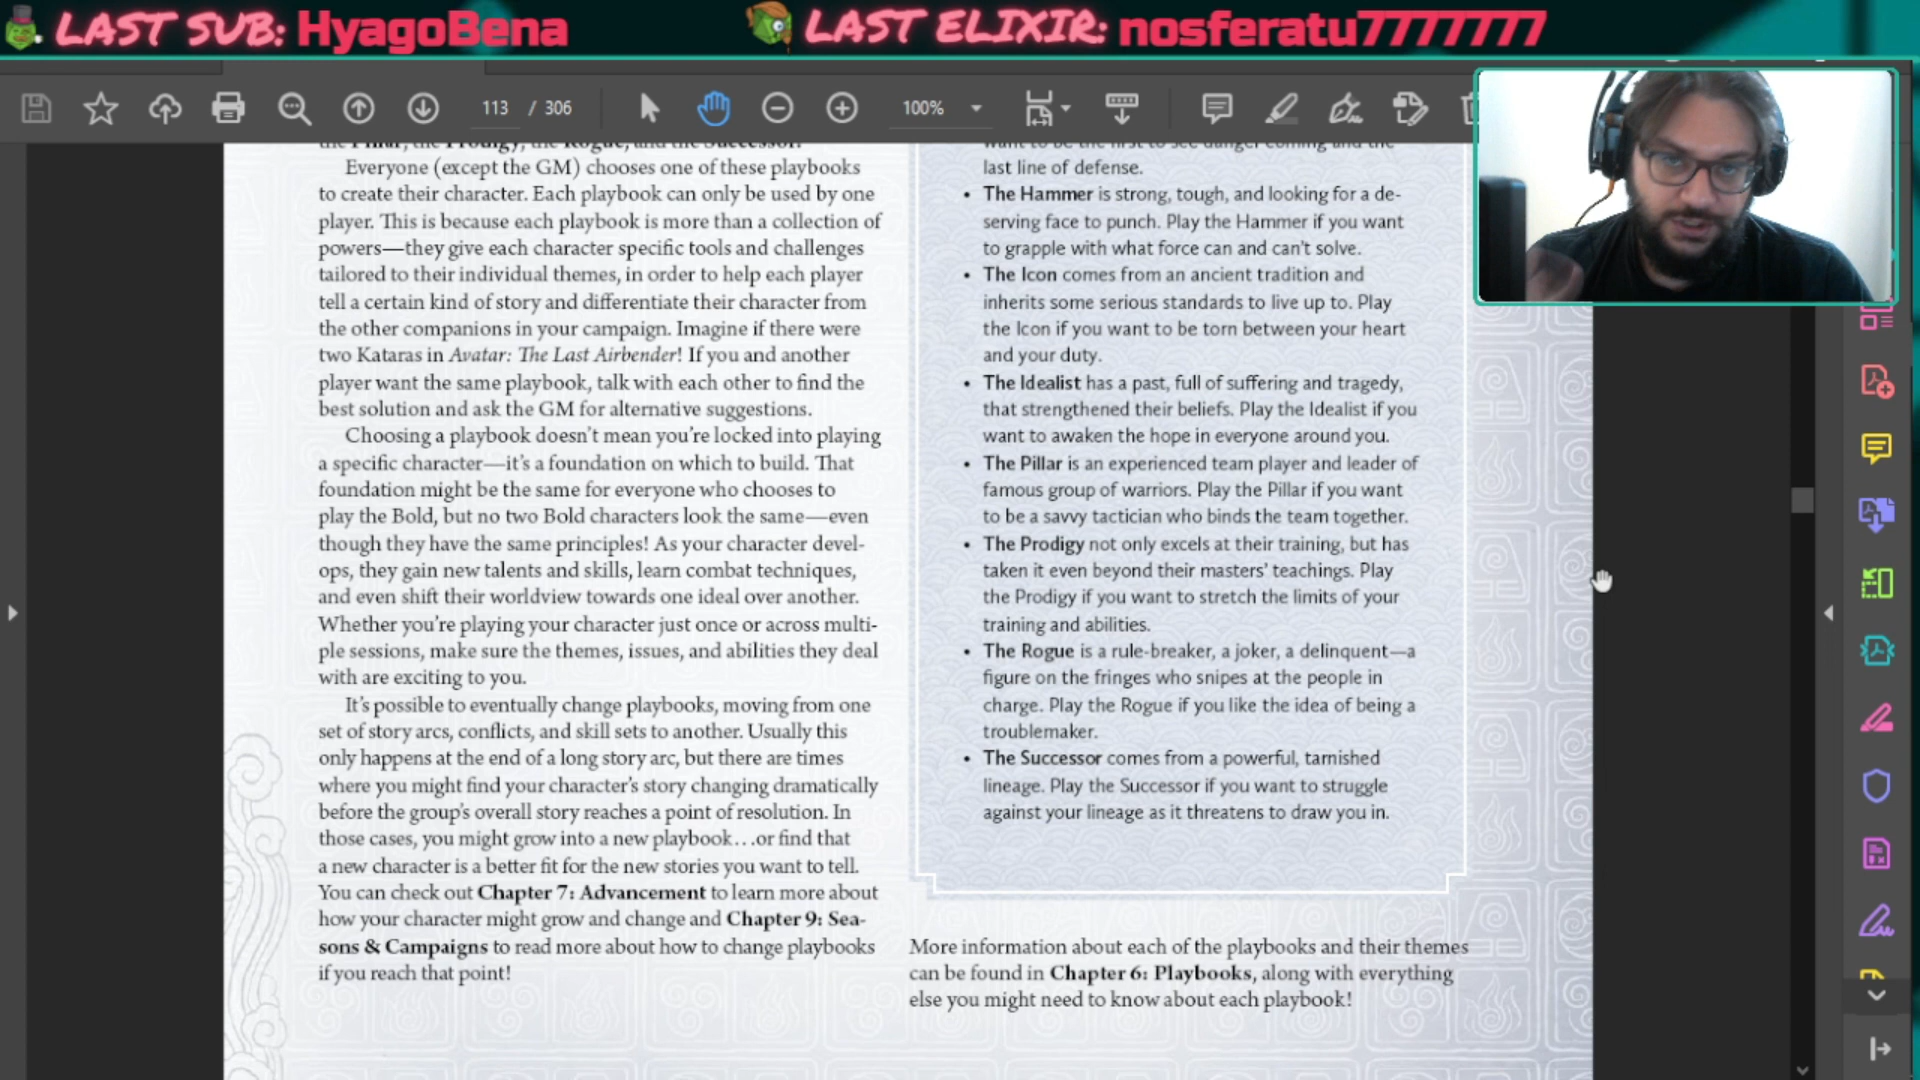 LAST SUB: HyagoBena
LAST ELIXIR: nosferatu7777777
113 / 306
100%
the Pillar, the Prodigy, the Rogue, and the Successor.
Everyone (except the GM) chooses one of these playbooks
to create their character. Each playbook can only be used by one
player. This is because each playbook is more than a collection of
powers—they give each character specific tools and challenges
tailored to their individual themes, in order to help each player
tell a certain kind of story and differentiate their character from
the other companions in your campaign. Imagine if there were
two Kataras in Avatar: The Last Airbender! If you and another
player want the same playbook, talk with each other to find the
best solution and ask the GM for alternative suggestions.
Choosing a playbook doesn't mean you're locked into playing
a specific character—it's a foundation on which to build. That
foundation might be the same for everyone who chooses to
play the Bold, but no two Bold characters look the same—even
though they have the same principles! As your character devel-
ops, they gain new talents and skills, learn combat techniques,
and even shift their worldview towards one ideal over another.
Whether you're playing your character just once or across multi-
ple sessions, make sure the themes, issues, and abilities they deal
with are exciting to you.
It's possible to eventually change playbooks, moving from one
set of story arcs, conflicts, and skill sets to another. Usually this
only happens at the end of a long story arc, but there are times
where you might find your character's story changing dramatically
before the group's overall story reaches a point of resolution. In
those cases, you might grow into a new playbook…or find that
a new character is a better fit for the new stories you want to tell.
You can check out Chapter 7: Advancement to learn more about
how your character might grow and change and Chapter 9: Sea-
sons & Campaigns to read more about how to change playbooks
if you reach that point!
want to be the first to see danger coming and the
last line of defense.
• The Hammer is strong, tough, and looking for a de-
serving face to punch. Play the Hammer if you want
to grapple with what force can and can't solve.
• The Icon comes from an ancient tradition and
inherits some serious standards to live up to. Play
the Icon if you want to be torn between your heart
and your duty.
• The Idealist has a past, full of suffering and tragedy,
that strengthened their beliefs. Play the Idealist if you
want to awaken the hope in everyone around you.
• The Pillar is an experienced team player and leader of
famous group of warriors. Play the Pillar if you want
to be a savvy tactician who binds the team together.
• The Prodigy not only excels at their training, but has
taken it even beyond their masters' teachings. Play
the Prodigy if you want to stretch the limits of your
training and abilities.
• The Rogue is a rule-breaker, a joker, a delinquent—a
figure on the fringes who snipes at the people in
charge. Play the Rogue if you like the idea of being a
troublemaker.
• The Successor comes from a powerful, tarnished
lineage. Play the Successor if you want to struggle
against your lineage as it threatens to draw you in.
More information about each of the playbooks and their themes
can be found in Chapter 6: Playbooks, along with everything
else you might need to know about each playbook!